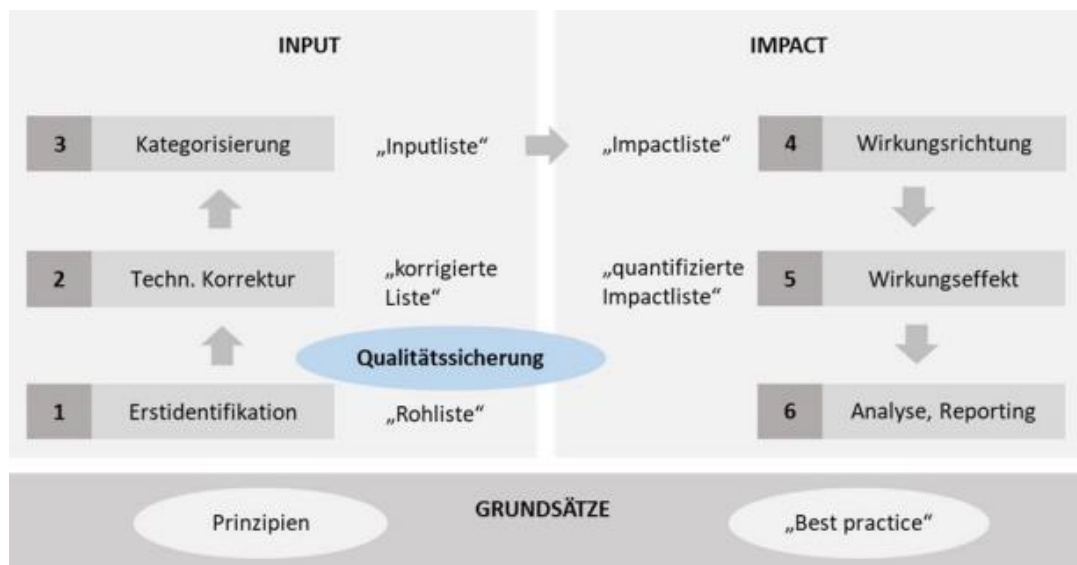 INPUT
IMPACT
3 Kategorisierung „Inputliste“
„Impactliste“ 4 Wirkungsrichtung
2 Techn. Korrektur „korrigierte
Liste“
„quantifizierte
Impactliste“ 5 Wirkungseffekt
Qualitätssicherung
1 Erstidentifikation „Rohliste“
6 Analyse, Reporting
GRUNDSÄTZE
Prinzipien
„Best practice“